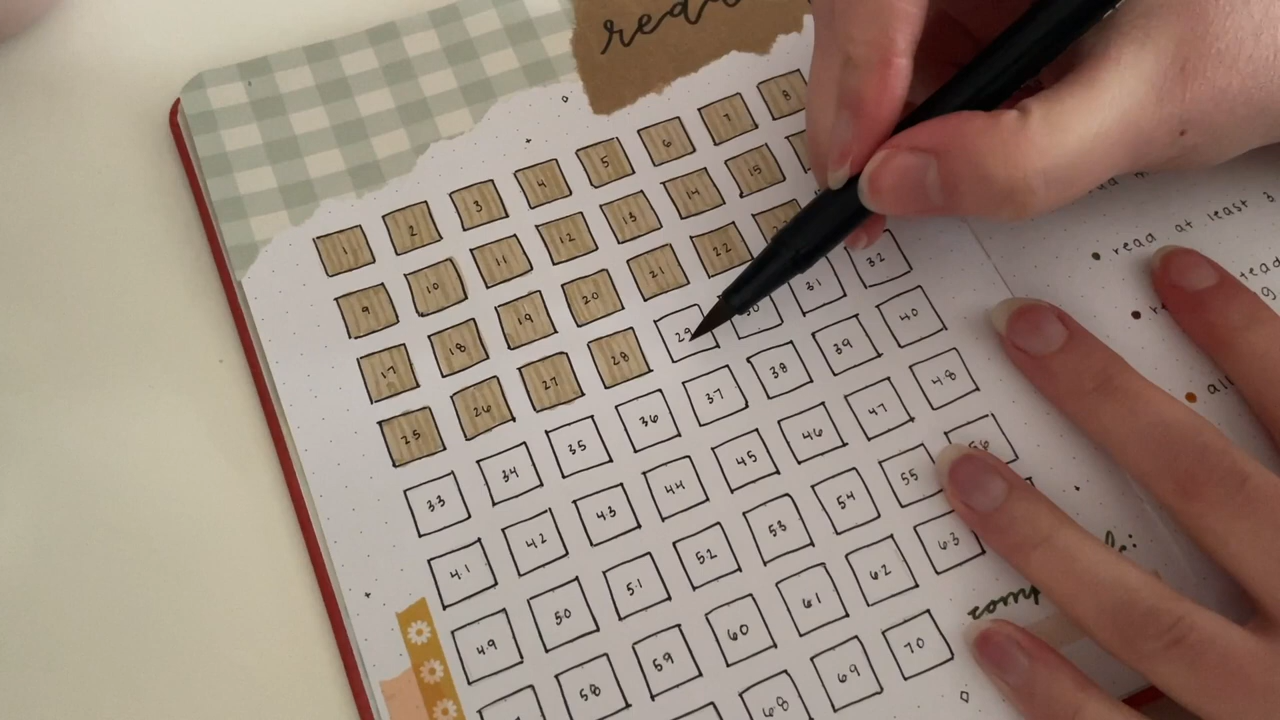 1 2 3 4 5 6 7 8
9 10 11 12 13 14 15
17 18 19 20 21 22
25 26 27 28 29 30 31 32
33 34 35 36 37 38 39 40
41 42 43 44 45 46 47 48
49 50 51 52 53 54 55 56
58 59 60 61 62 63
68 69 70
read at least 3